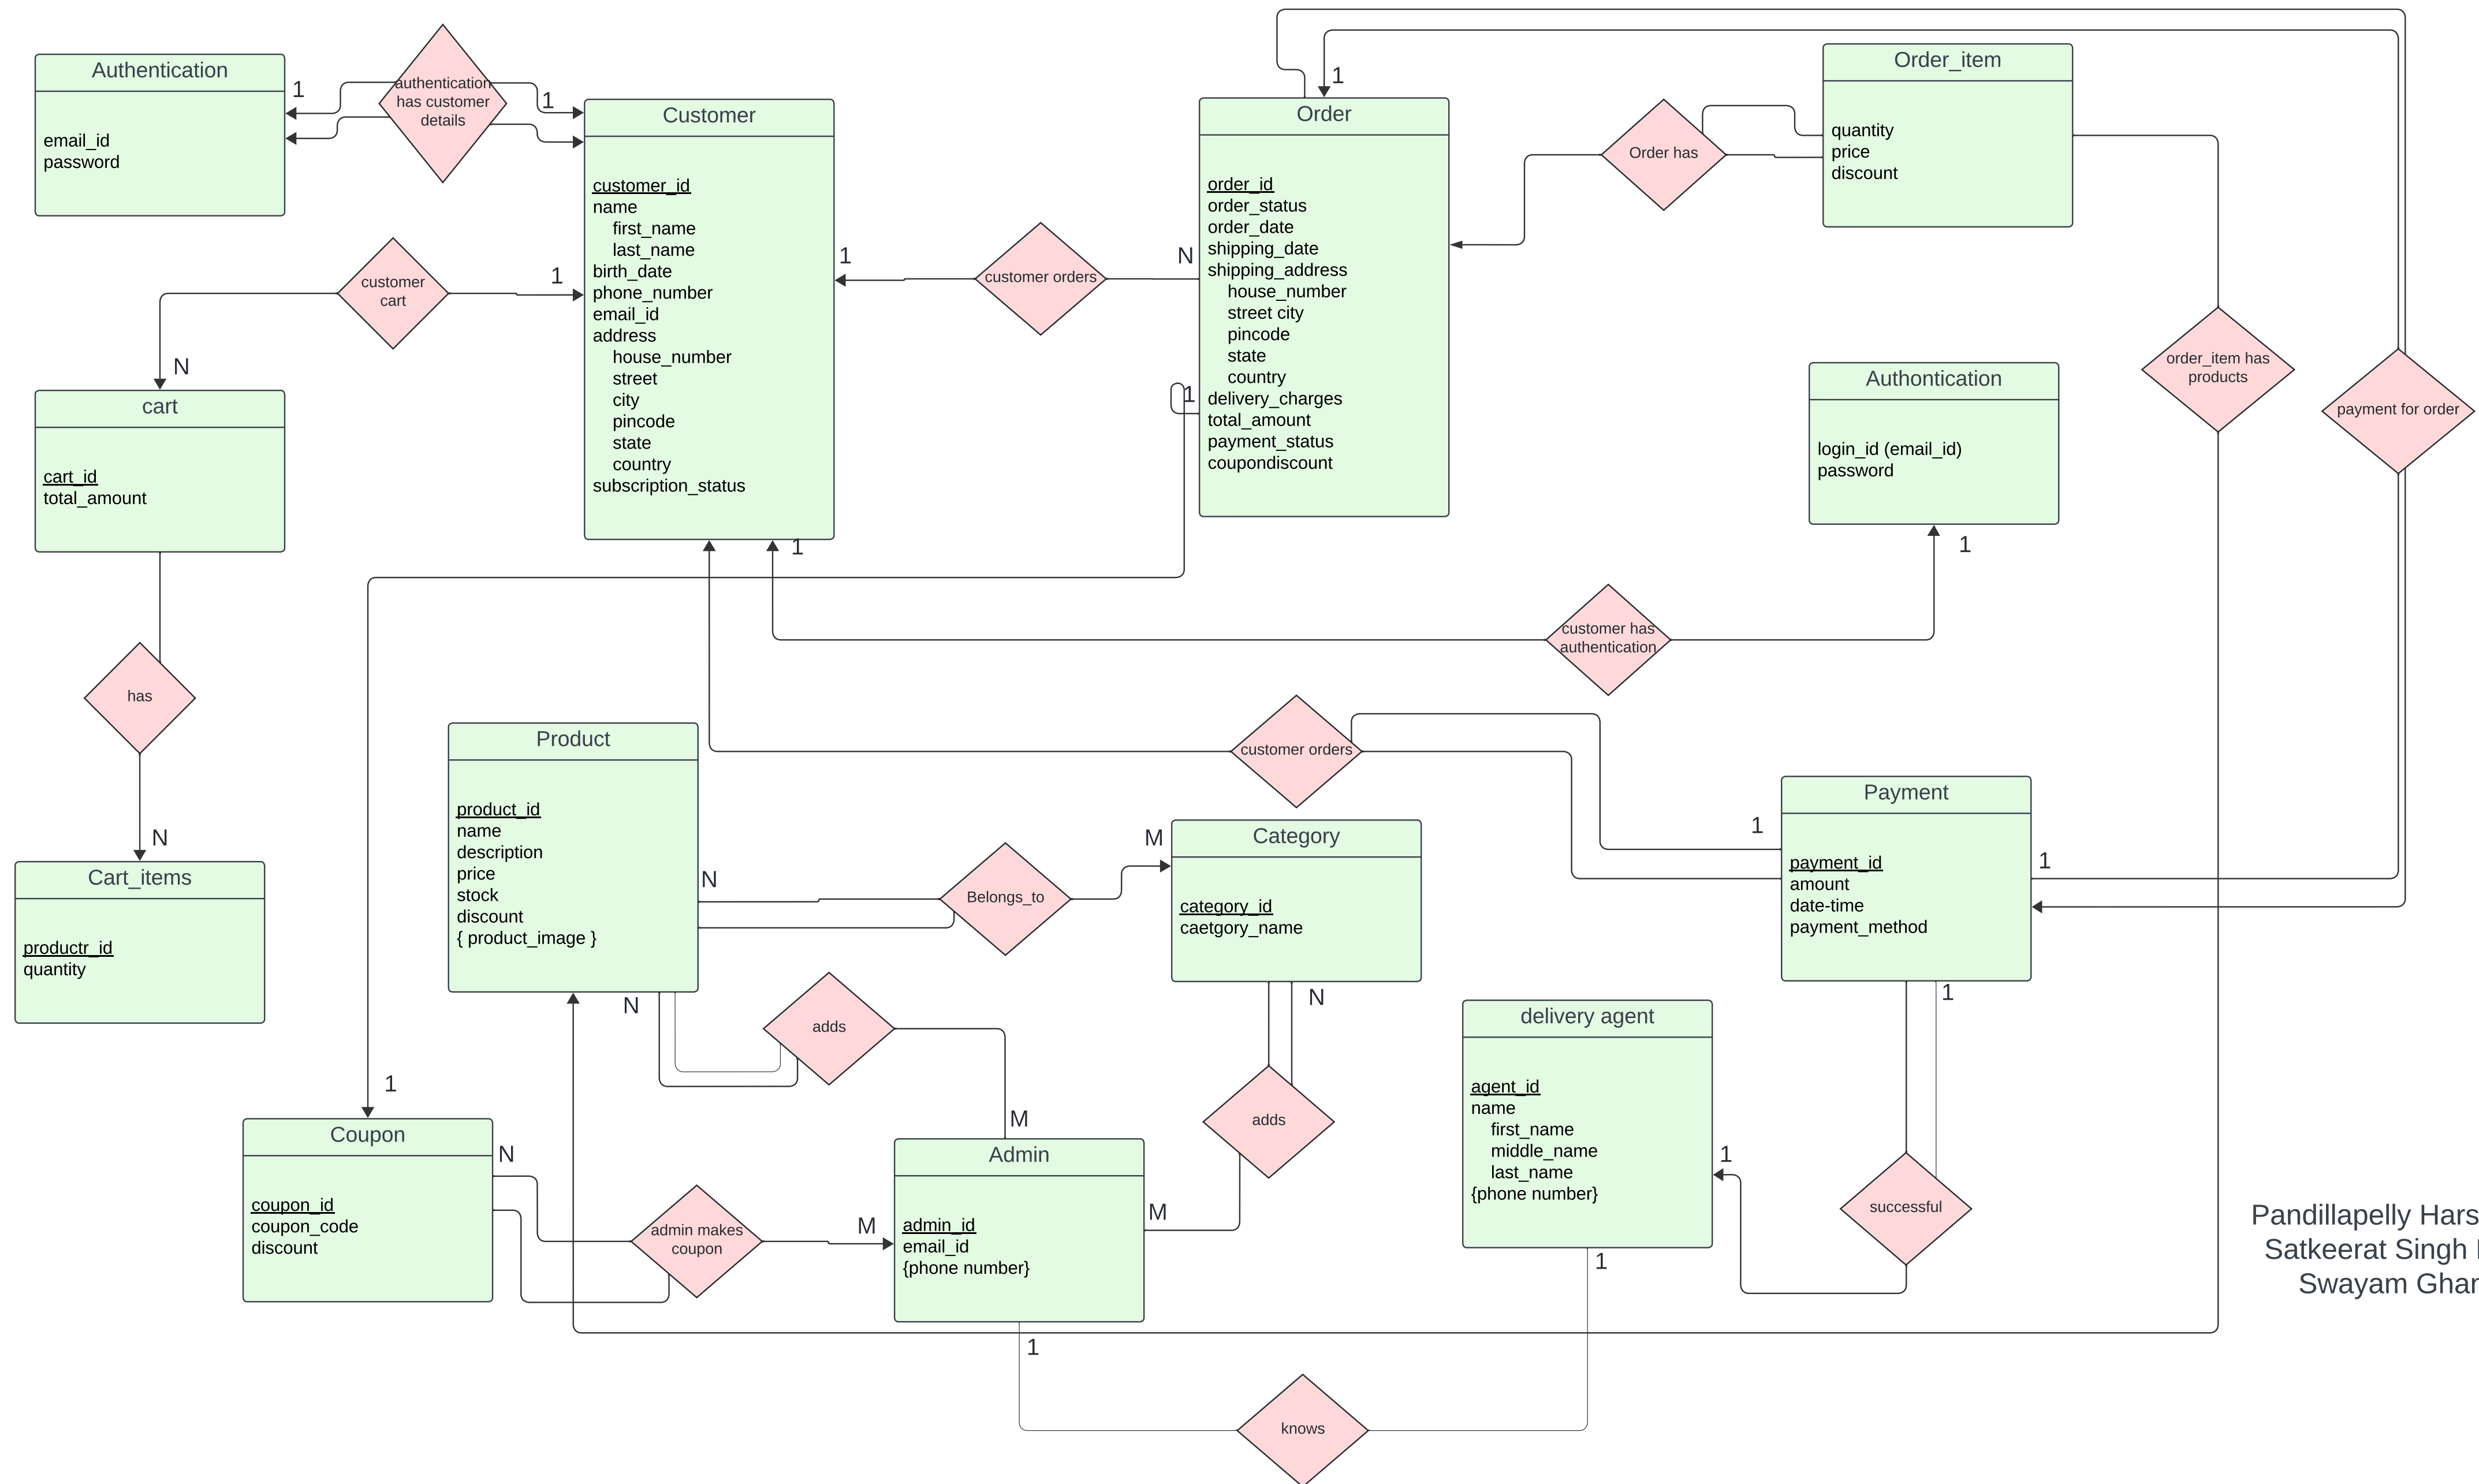 Authentication
email_id
password
authentication
has customer
details
1
1
Customer
customer_id
name
first_name
last_name
birth_date
phone_number
email_id
address
house_number
street
city
pincode
state
country
subscription_status
1
customer
cart
1
N
cart
cart_id
total_amount
has
N
Cart_items
productr_id
quantity
1
customer orders
N
Order
1
order_id
order_status
order_date
shipping_date
shipping_address
house_number
street city
pincode
state
country
delivery_charges
total_amount
payment_status
coupondiscount
1
Order has
Order_item
quantity
price
discount
order_item has
products
payment for order
Authontication
login_id (email_id)
password
1
customer has
authentication
customer orders
Product
product_id
name
description
price
stock
discount
{ product_image }
N
Belongs_to
M
Category
category_id
caetgory_name
1
Payment
payment_id
amount
date-time
payment_method
1
1
N
adds
M
N
adds
M
delivery agent
agent_id
name
first_name
middle_name
last_name
{phone number}
1
1
successful
1
Coupon
coupon_id
coupon_code
discount
N
admin makes
coupon
M
Admin
admin_id
email_id
{phone number}
1
knows
Pandillapelly Hars
Satkeerat Singh
Swayam Ghan